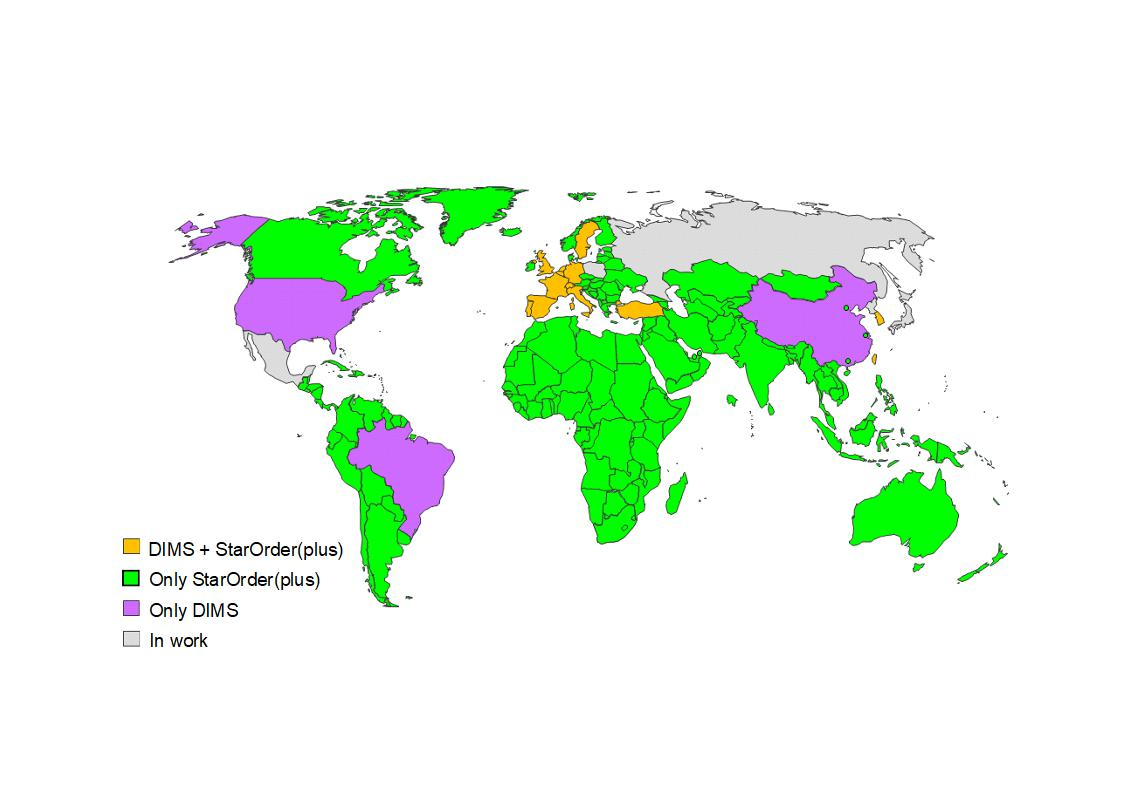 DIMS + StarOrder(plus)
Only StarOrder(plus)
Only DIMS
In work